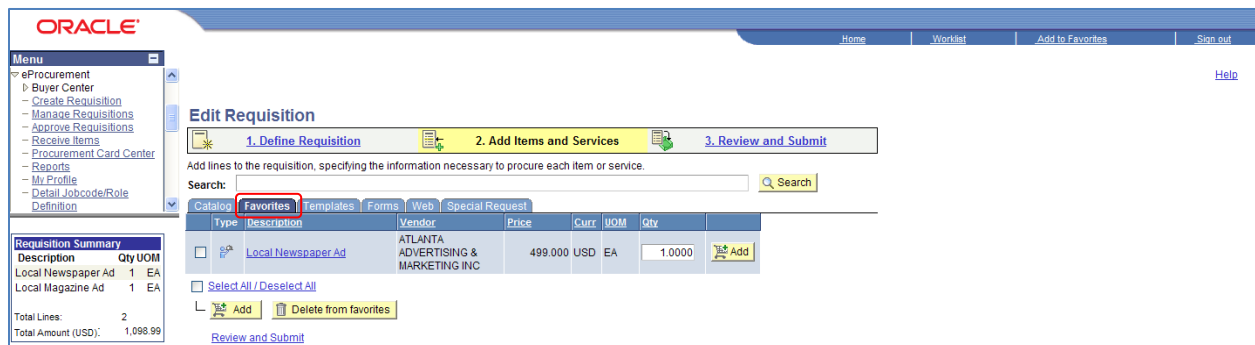 ORACLE
Home Worklist Add to Favorites Sign out
Menu
Help
eProcurement
Buyer Center
Create Requisition
Manage Requisitions
Approve Requisitions
Receive Items
Procurement Card Center
Reports
My Profile
Detail Jobcode/Role
Definition
Requisition Summary
Description Qty UOM
Local Newspaper Ad 1 EA
Local Magazine Ad 1 EA
Total Lines: 2
Total Amount (USD): 1,098.99
Edit Requisition
1. Define Requisition 2. Add Items and Services 3. Review and Submit
Add lines to the requisition, specifying the information necessary to procure each item or service.
Search: Search
Catalog Favorites Templates Forms Web Special Request
Type Description Vendor Price Curr UOM Qty
Local Newspaper Ad ATLANTA ADVERTISING & MARKETING INC 499.000 USD EA 1.0000 Add
Select All / Deselect All
Add Delete from favorites
Review and Submit